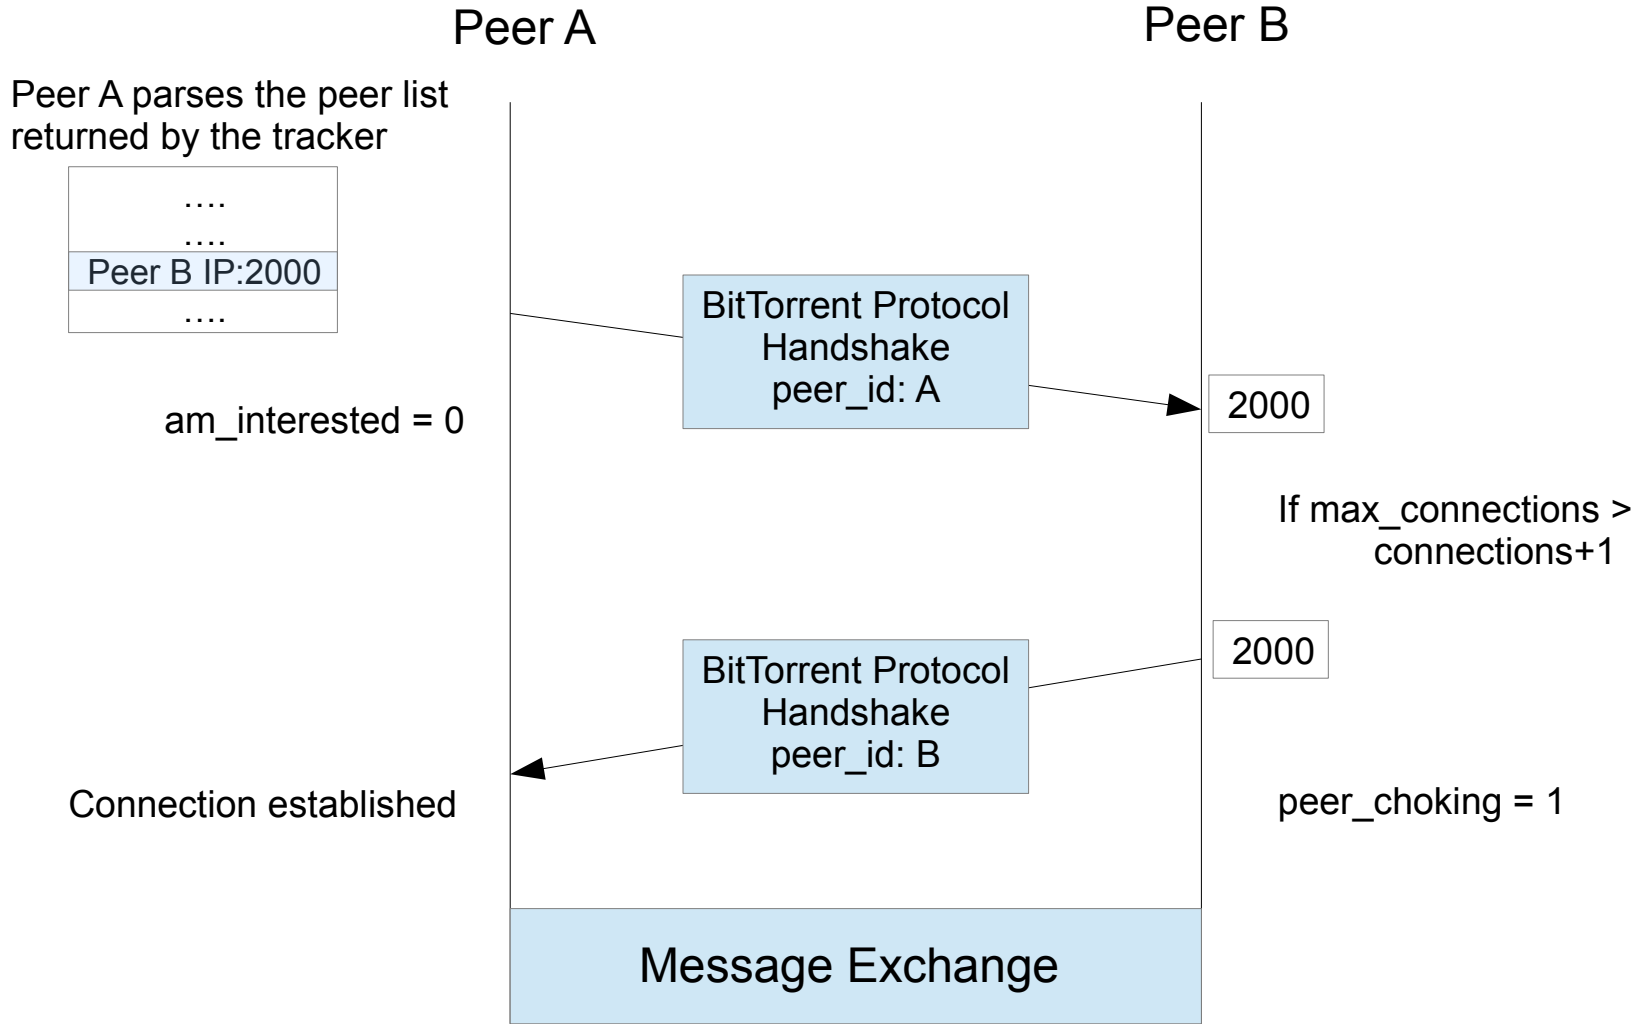 Peer A
Peer B
Peer A parses the peer list
returned by the tracker
....
....
Peer B IP:2000
....
BitTorrent Protocol
Handshake
peer_id: A
2000
am_interested = 0
If max_connections >
connections+1
BitTorrent Protocol
Handshake
peer_id: B
2000
Connection established
peer_choking = 1
Message Exchange